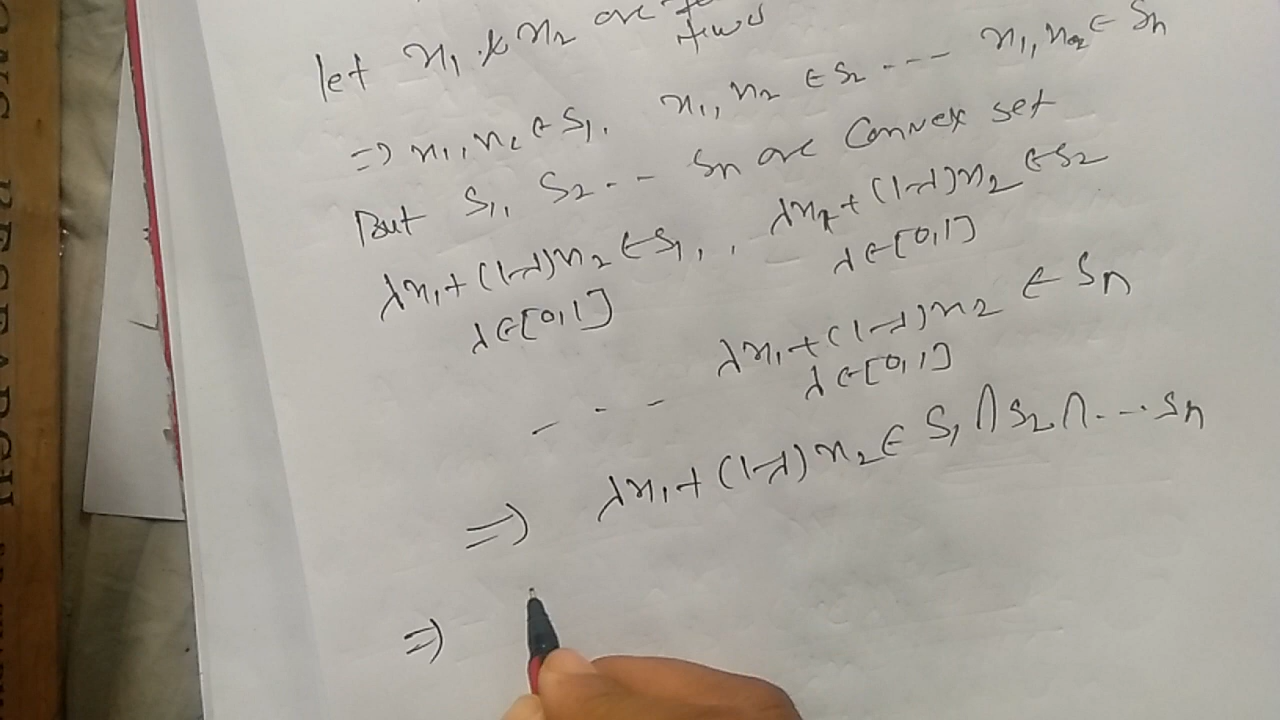 let x₁ & x₂ are
⇒ x₁, x₂ ∈ S₁, x₁, x₂ ∈ S₂ --- x₁, x₂ ∈ Sn
But S₁, S₂ -- Sn are Convex set
λx₁ + (1-λ)x₂ ∈ S₁, , λx₁ + (1-λ)x₂ ∈ S₂
λ ∈ [0,1] λ ∈ [0,1]
- - - λx₁ + (1-λ)x₂ ∈ Sn
λ ∈ [0,1]
⇒ λx₁ + (1-λ)x₂ ∈ S₁ ∩ S₂ ∩ --- Sn
⇒